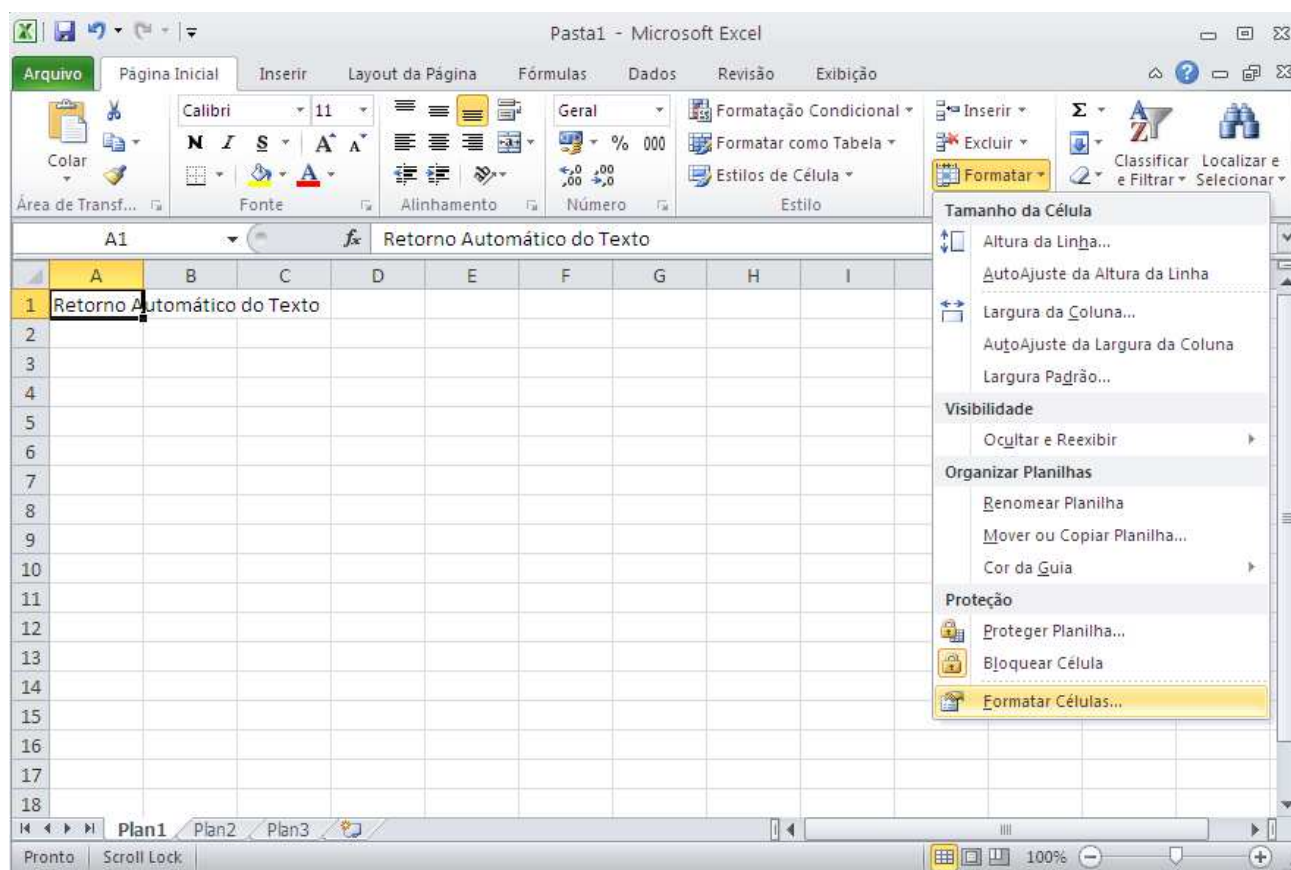 Pasta1 - Microsoft Excel
Arquivo Página Inicial Inserir Layout da Página Fórmulas Dados Revisão Exibição
Colar
Calibri 11
N I S A A
A
Geral
% 000
Formatação Condicional
Formatar como Tabela
Estilos de Célula
Inserir
Excluir
Formatar
Σ
Classificar e Filtrar
Localizar e Selecionar
Área de Transf... Fonte Alinhamento Número Estilo
A1 fx Retorno Automático do Texto
A B C D E F G H I
1 Retorno Automático do Texto
2
3
4
5
6
7
8
9
10
11
12
13
14
15
16
17
18
Tamanho da Célula
Altura da Linha...
AutoAjuste da Altura da Linha
Largura da Coluna...
AutoAjuste da Largura da Coluna
Largura Padrão...
Visibilidade
Ocultar e Reexibir
Organizar Planilhas
Renomear Planilha
Mover ou Copiar Planilha...
Cor da Guia
Proteção
Proteger Planilha...
Bloquear Célula
Formatar Células...
Plan1 Plan2 Plan3
Pronto Scroll Lock 100%